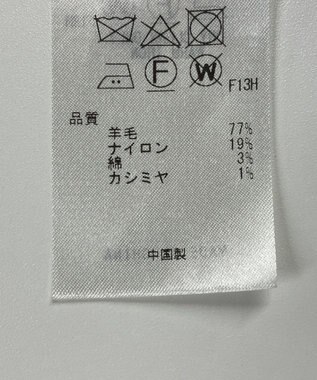 F
W
F13H
品質
羊毛 77%
ナイロン 19%
綿 3%
カシミヤ 1%
中国製